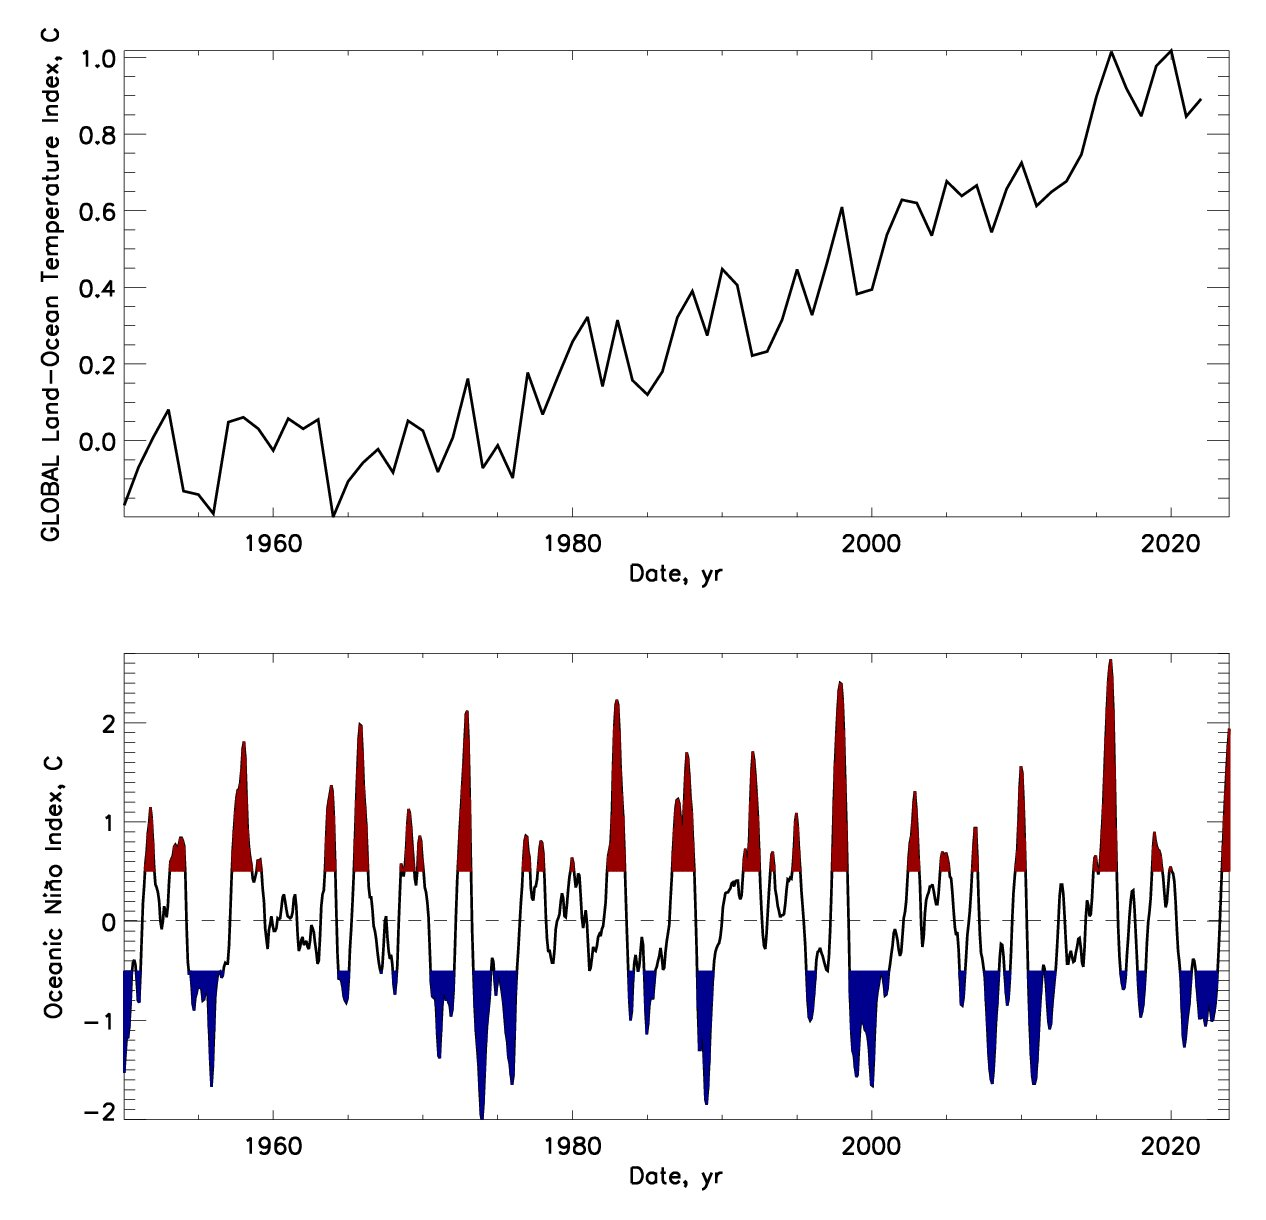 GLOBAL Land-Ocean Temperature Index, C
1.0
0.8
0.6
0.4
0.2
0.0
1960 1980 2000 2020
Date, yr
Oceanic Niño Index, C
2
1
0
-1
-2
1960 1980 2000 2020
Date, yr